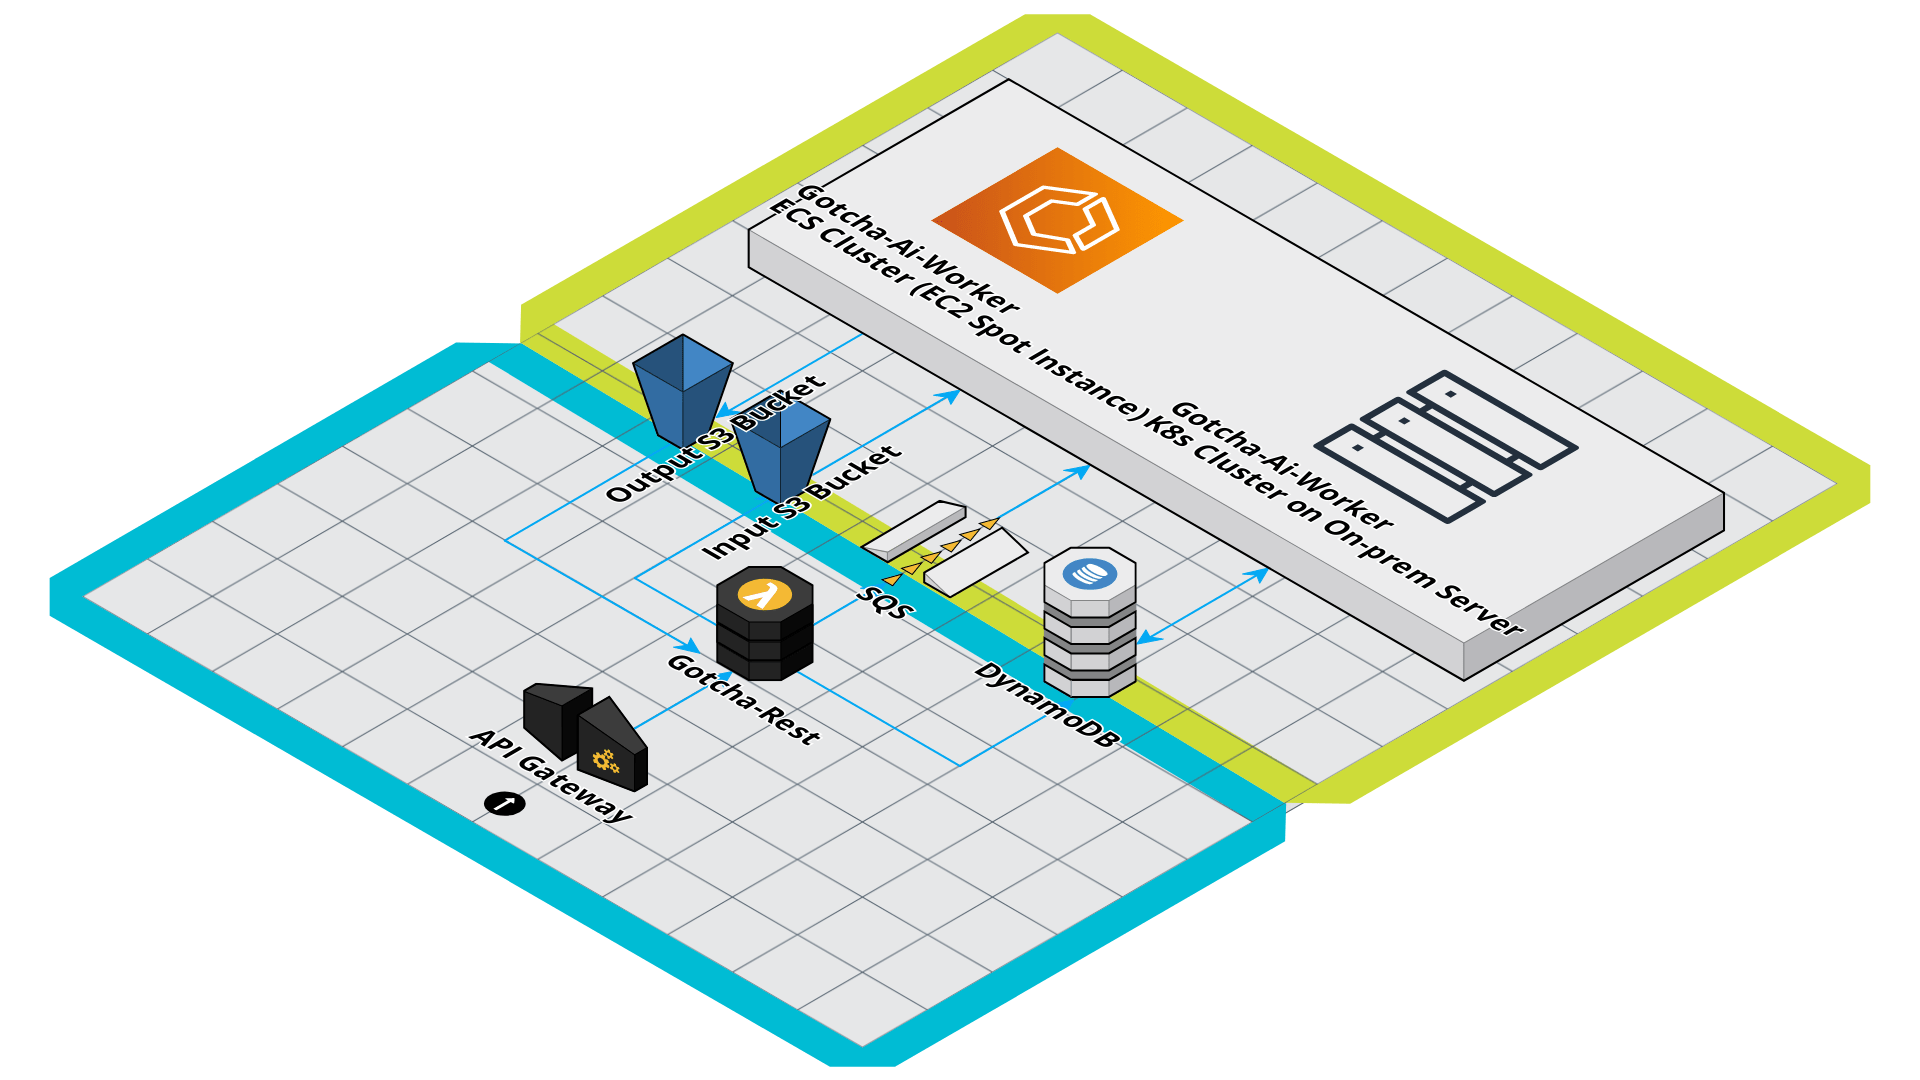 Gotcha-Ai-Worker
ECS Cluster (EC2 Spot Instance)
Gotcha-Ai-Worker
K8s Cluster on On-prem Server
Output S3 Bucket
Input S3 Bucket
SQS
DynamoDB
Gotcha-Rest
API Gateway